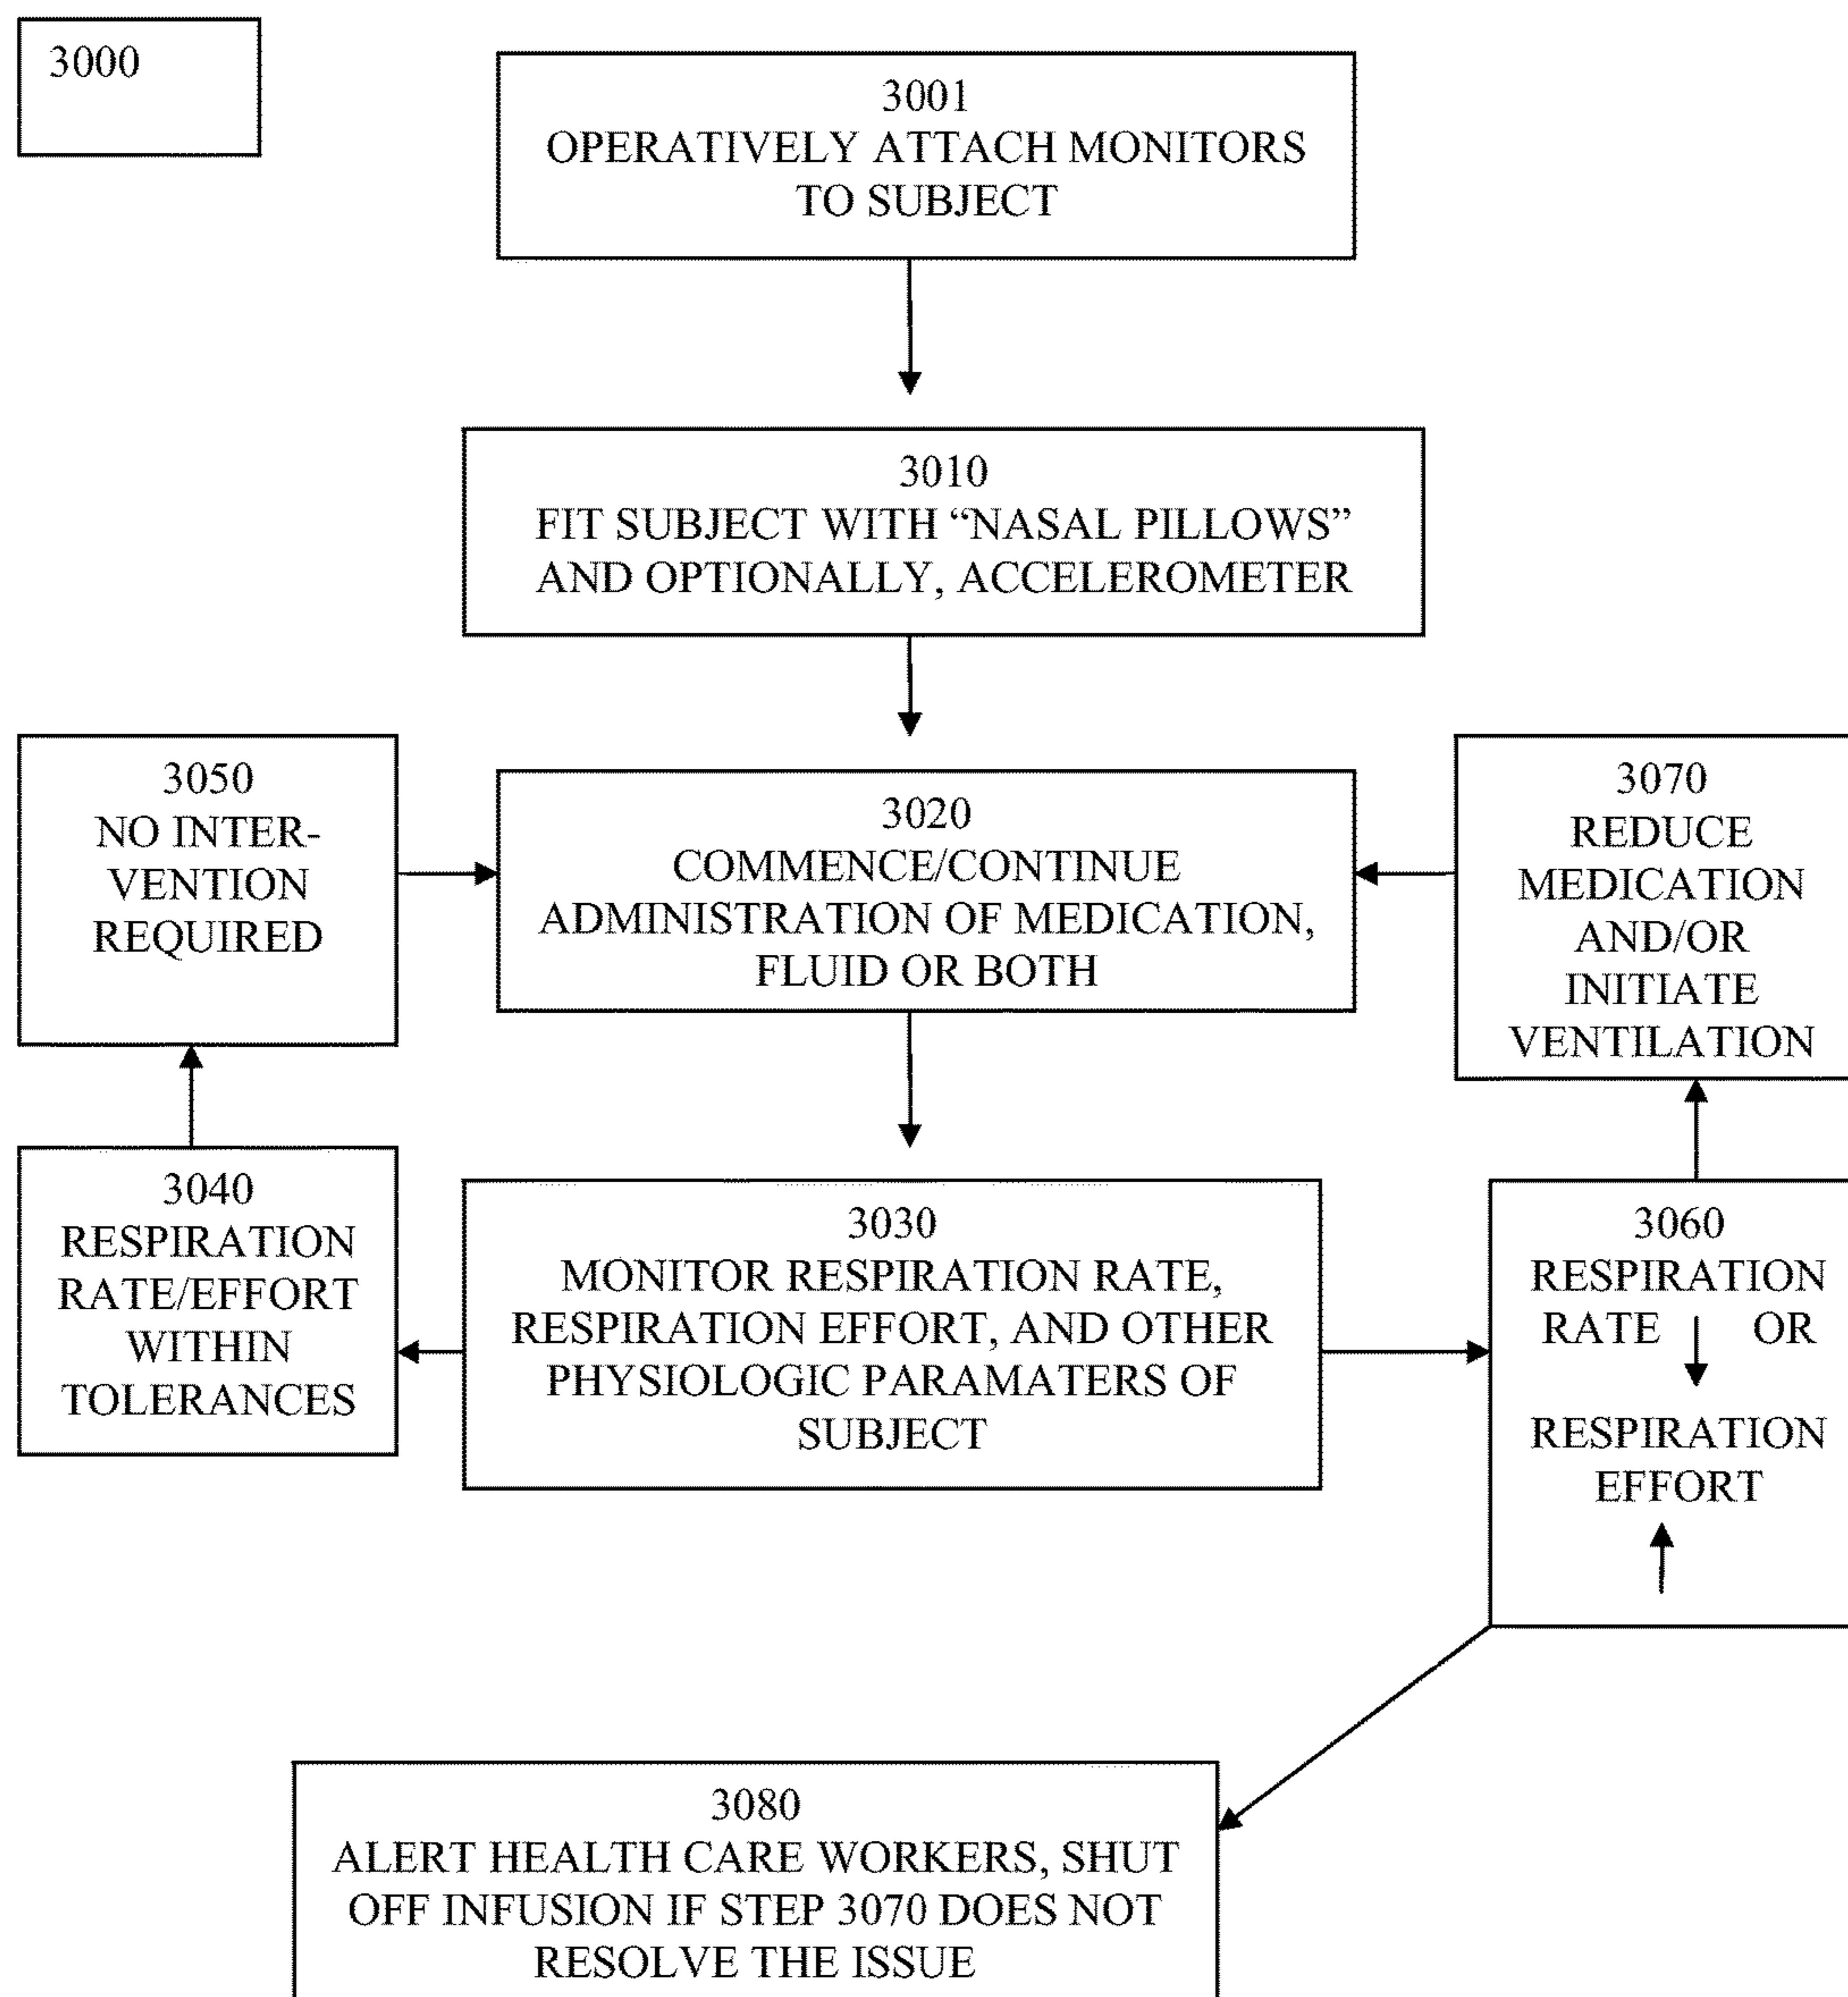 3000
3001
OPERATIVELY ATTACH MONITORS
TO SUBJECT
3010
FIT SUBJECT WITH “NASAL PILLOWS”
AND OPTIONALLY, ACCELEROMETER
3050
NO INTER-
VENTION
REQUIRED
3020
COMMENCE/CONTINUE
ADMINISTRATION OF MEDICATION,
FLUID OR BOTH
3070
REDUCE
MEDICATION
AND/OR
INITIATE
VENTILATION
3040
RESPIRATION
RATE/EFFORT
WITHIN
TOLERANCES
3030
MONITOR RESPIRATION RATE,
RESPIRATION EFFORT, AND OTHER
PHYSIOLOGIC PARAMATERS OF
SUBJECT
3060
RESPIRATION
RATE OR
RESPIRATION
EFFORT
3080
ALERT HEALTH CARE WORKERS, SHUT
OFF INFUSION IF STEP 3070 DOES NOT
RESOLVE THE ISSUE